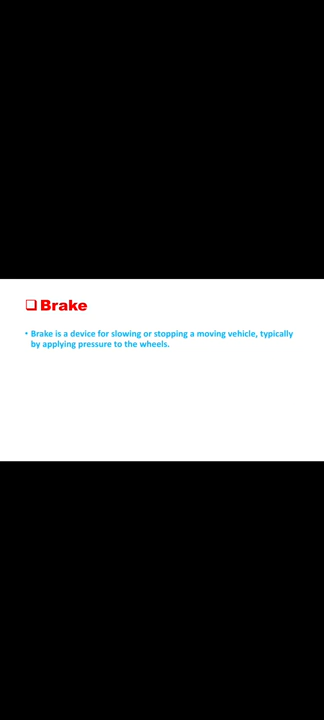 ❑ Brake
• Brake is a device for slowing or stopping a moving vehicle, typically
by applying pressure to the wheels.